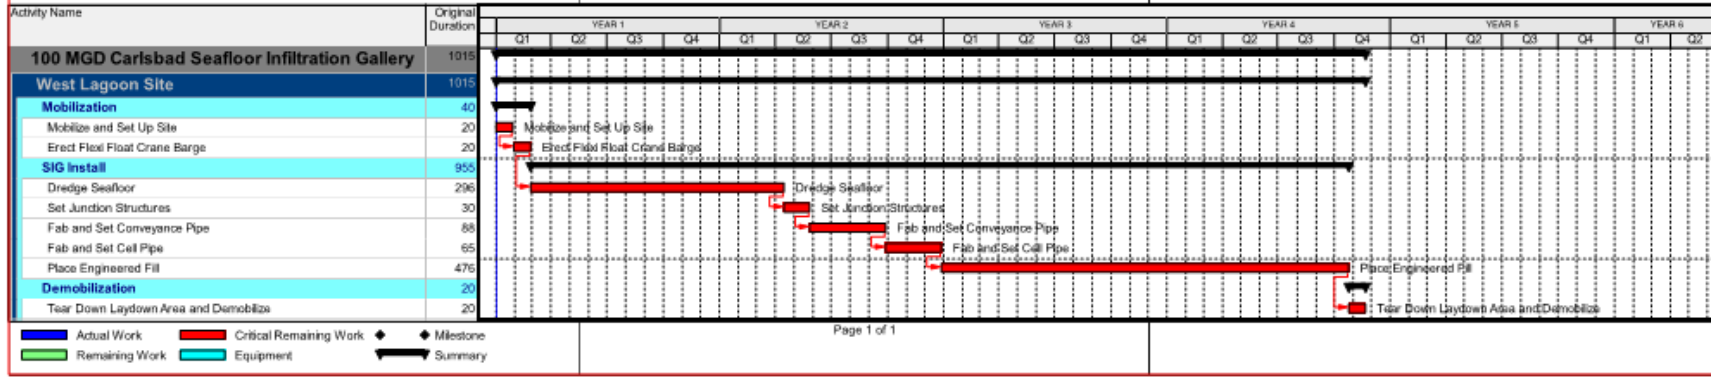 Activity Name Original Duration
YEAR 1 YEAR 2 YEAR 3 YEAR 4 YEAR 5 YEAR 6
Q1 Q2 Q3 Q4 Q1 Q2 Q3 Q4 Q1 Q2 Q3 Q4 Q1 Q2 Q3 Q4 Q1 Q2 Q3 Q4 Q1 Q2
100 MGD Carlsbad Seafloor Infiltration Gallery 1015
West Lagoon Site 1015
Mobilization 40
Mobilize and Set Up Site 20 Mobilize and Set Up Site
Erect Flexi Float Crane Barge 20 Erect Flexi Float Crane Barge
SIG Install 955
Dredge Seafloor 296 Dredge Seafloor
Set Junction Structures 30 Set Junction Structures
Fab and Set Conveyance Pipe 88 Fab and Set Conveyance Pipe
Fab and Set Cell Pipe 65 Fab and Set Cell Pipe
Place Engineered Fill 476 Place Engineered Fill
Demobilization 20
Tear Down Laydown Area and Demobilize 20 Tear Down Laydown Area and Demobilize
Actual Work Critical Remaining Work Milestone Page 1 of 1
Remaining Work Equipment Summary